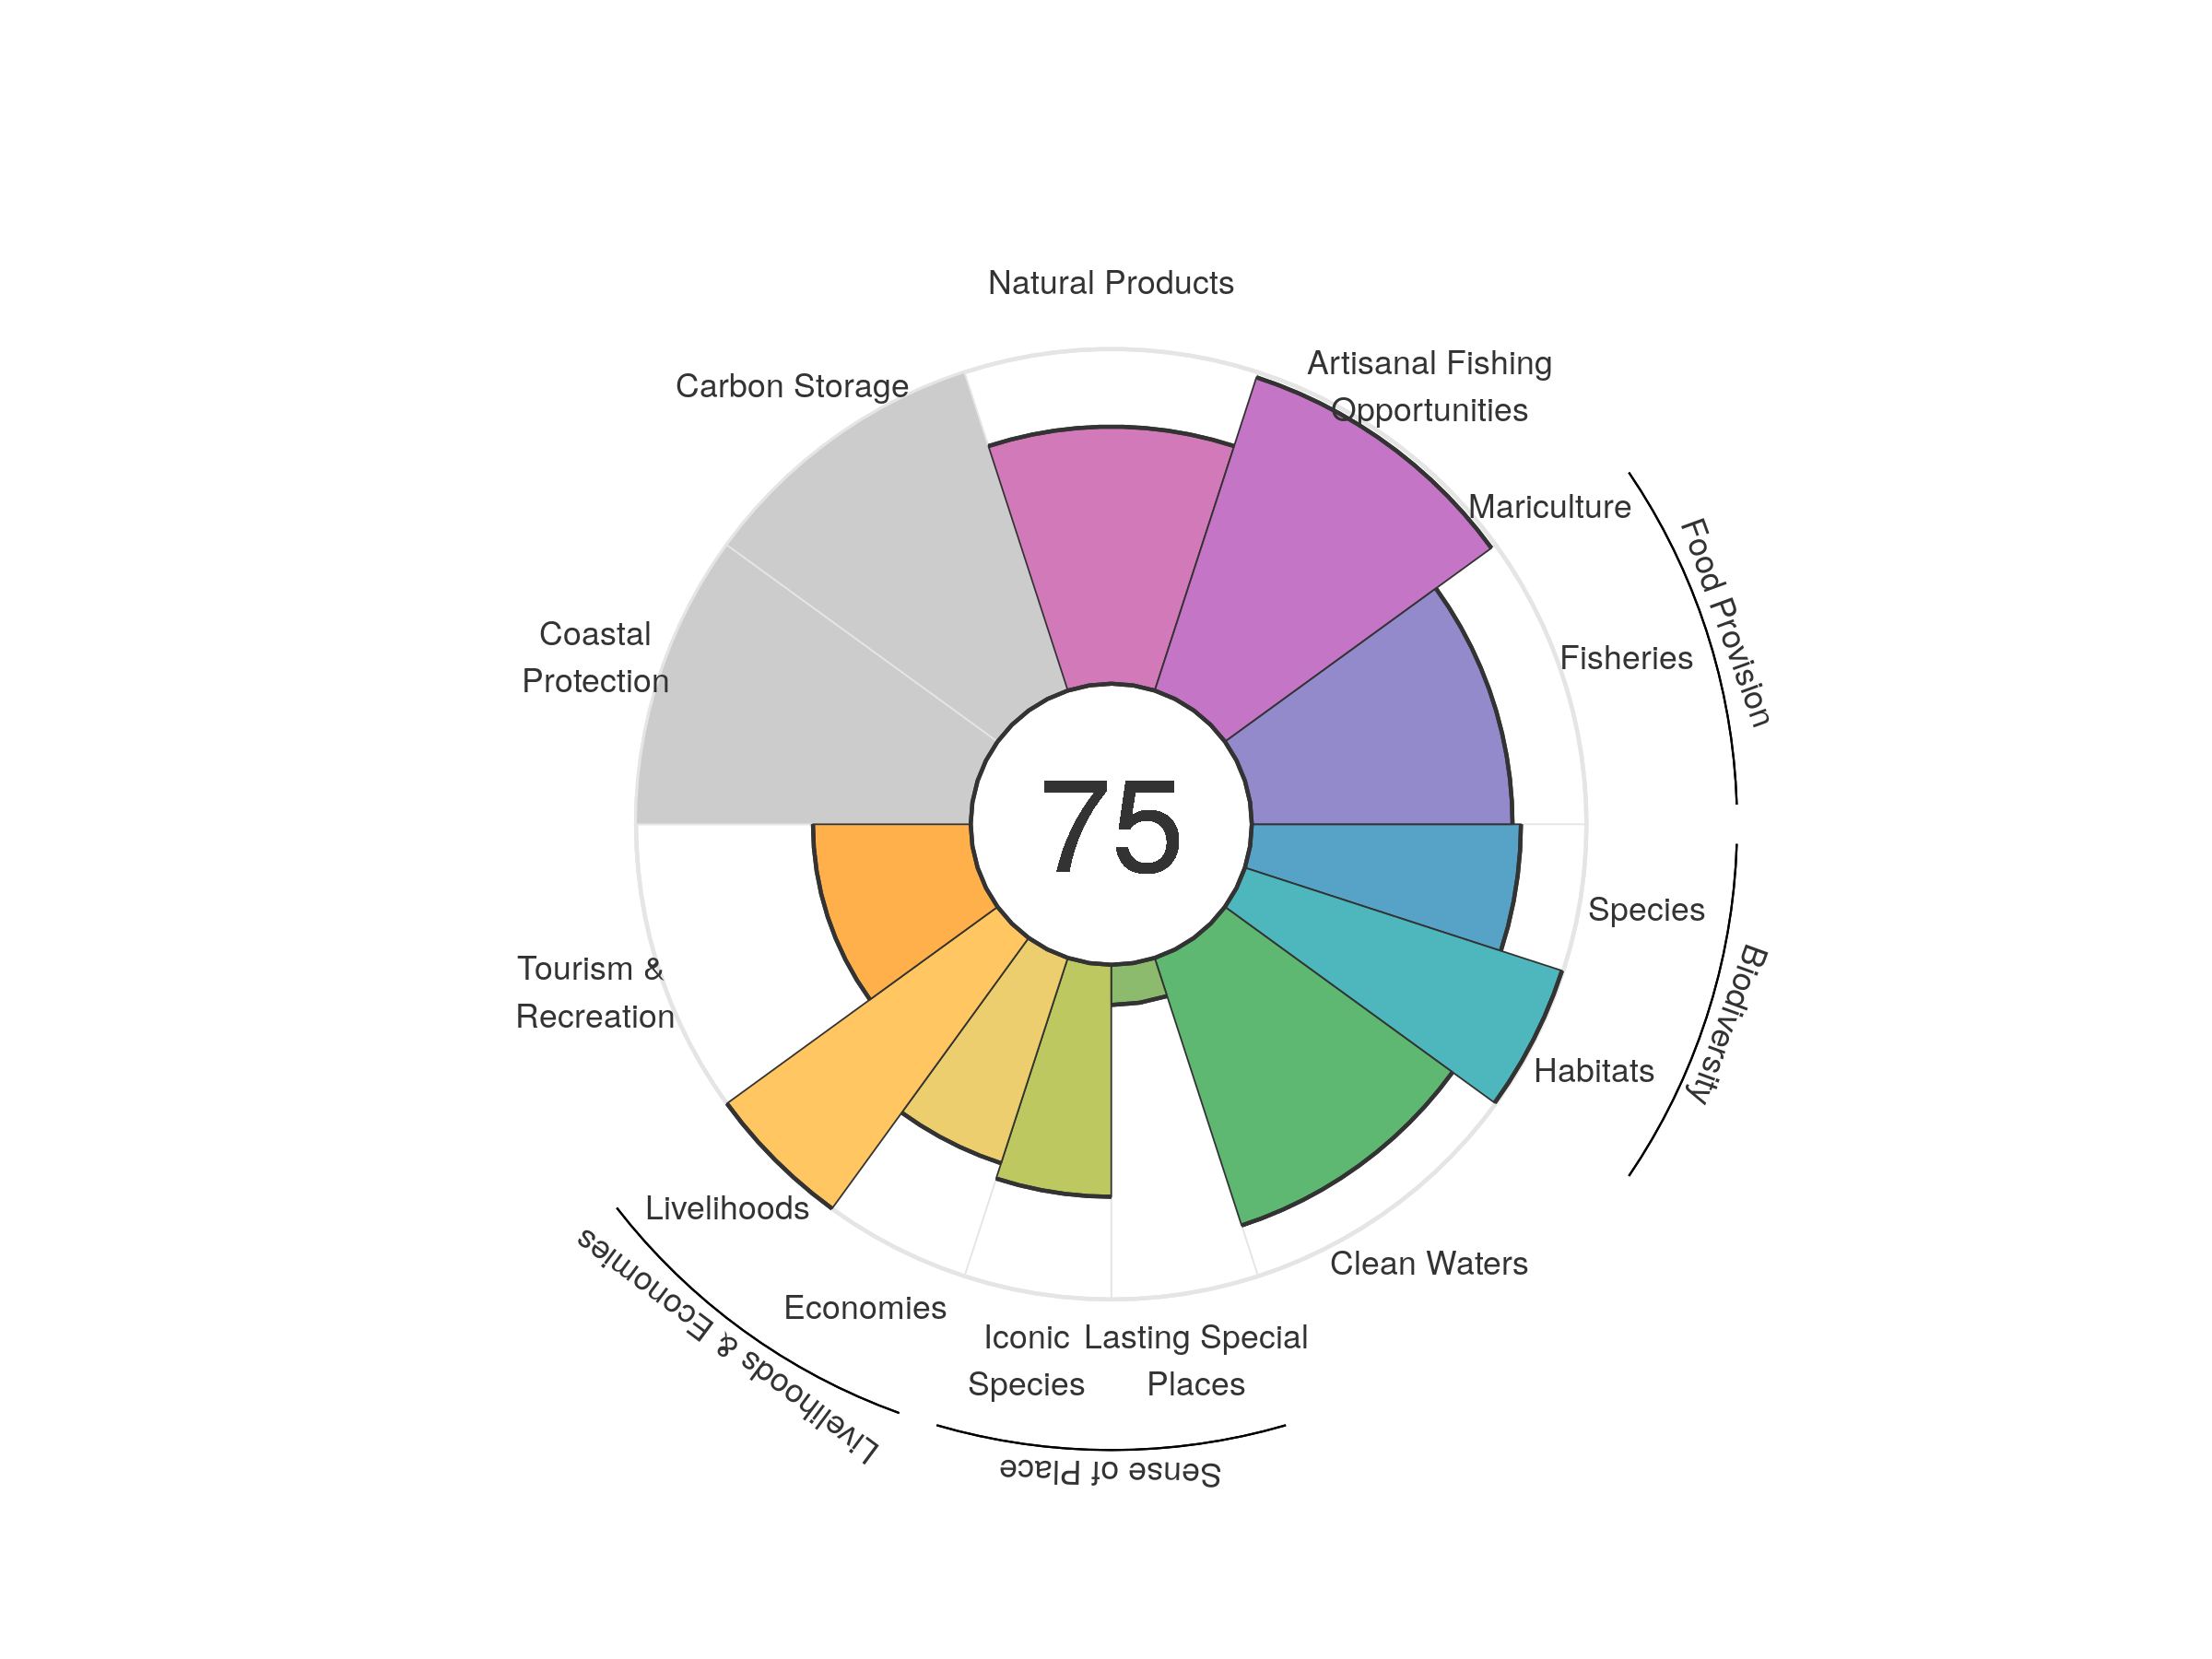 Natural Products
Artisanal Fishing
Opportunities
Carbon Storage
Mariculture
Food Provision
Coastal
Protection
Fisheries
75
Species
Biodiversity
Tourism &
Recreation
Habitats
Livelihoods
Clean Waters
Economies
Livelihoods & Economies
Iconic
Species
Lasting Special
Places
Sense of Place